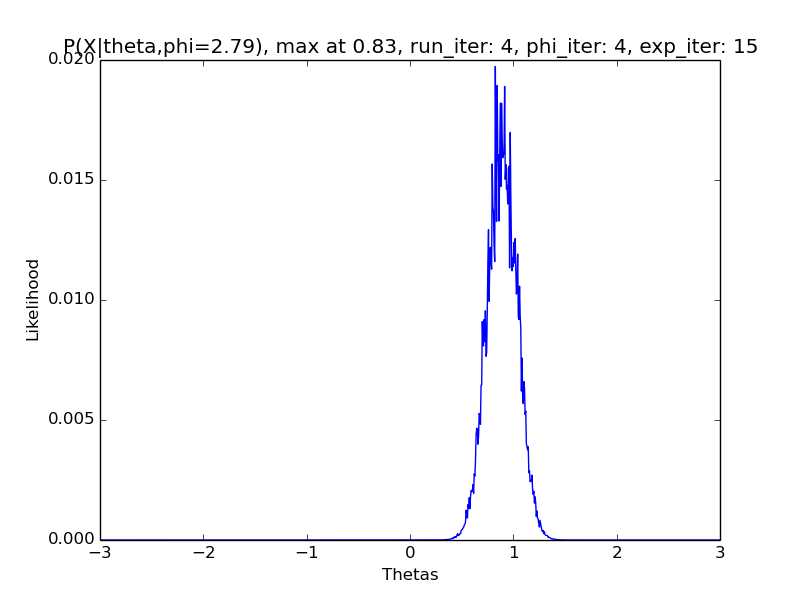 P(X|theta,phi=2.79), max at 0.83, run_iter: 4, phi_iter: 4, exp_iter: 15
0.020
0.015
0.010
0.005
0.000
Likelihood
−3 −2 −1 0 1 2 3
Thetas